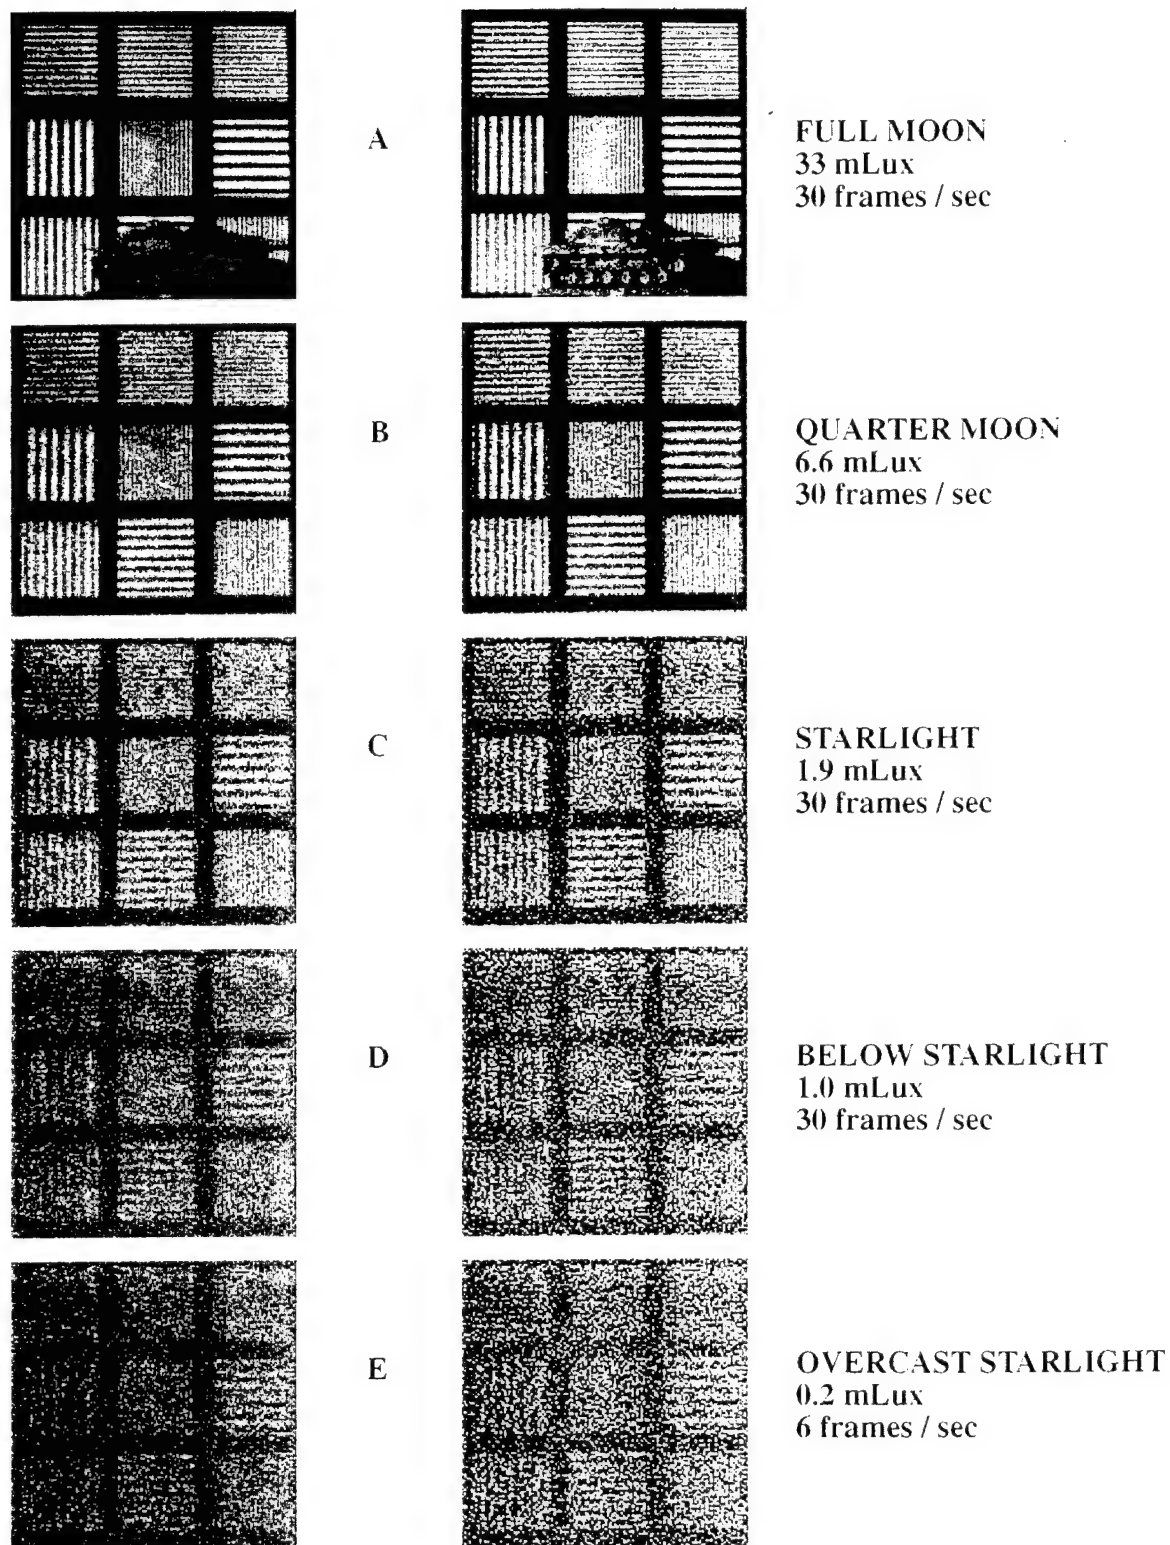 A
FULL MOON
33 mLux
30 frames / sec
B
QUARTER MOON
6.6 mLux
30 frames / sec
C
STARLIGHT
1.9 mLux
30 frames / sec
D
BELOW STARLIGHT
1.0 mLux
30 frames / sec
E
OVERCAST STARLIGHT
0.2 mLux
6 frames / sec